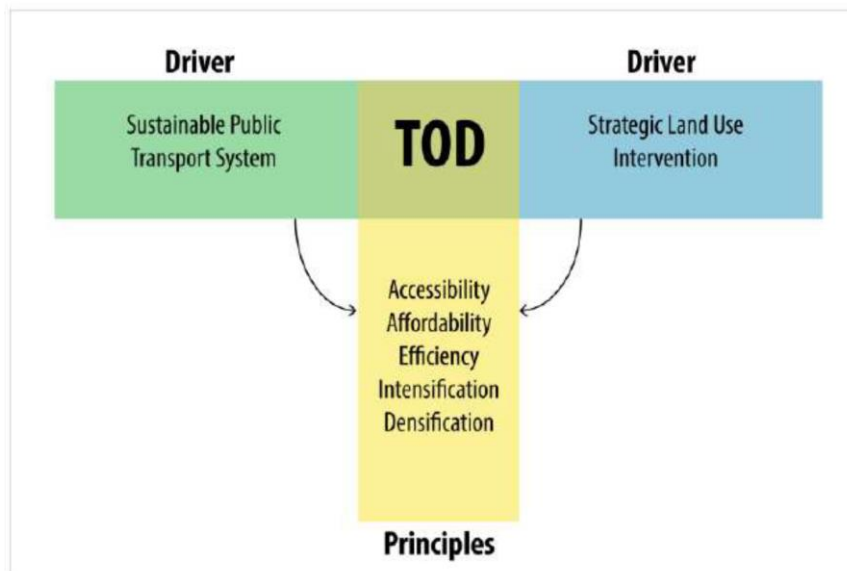 Driver
Driver
Sustainable Public
Transport System
TOD
Strategic Land Use
Intervention
Accessibility
Affordability
Efficiency
Intensification
Densification
Principles